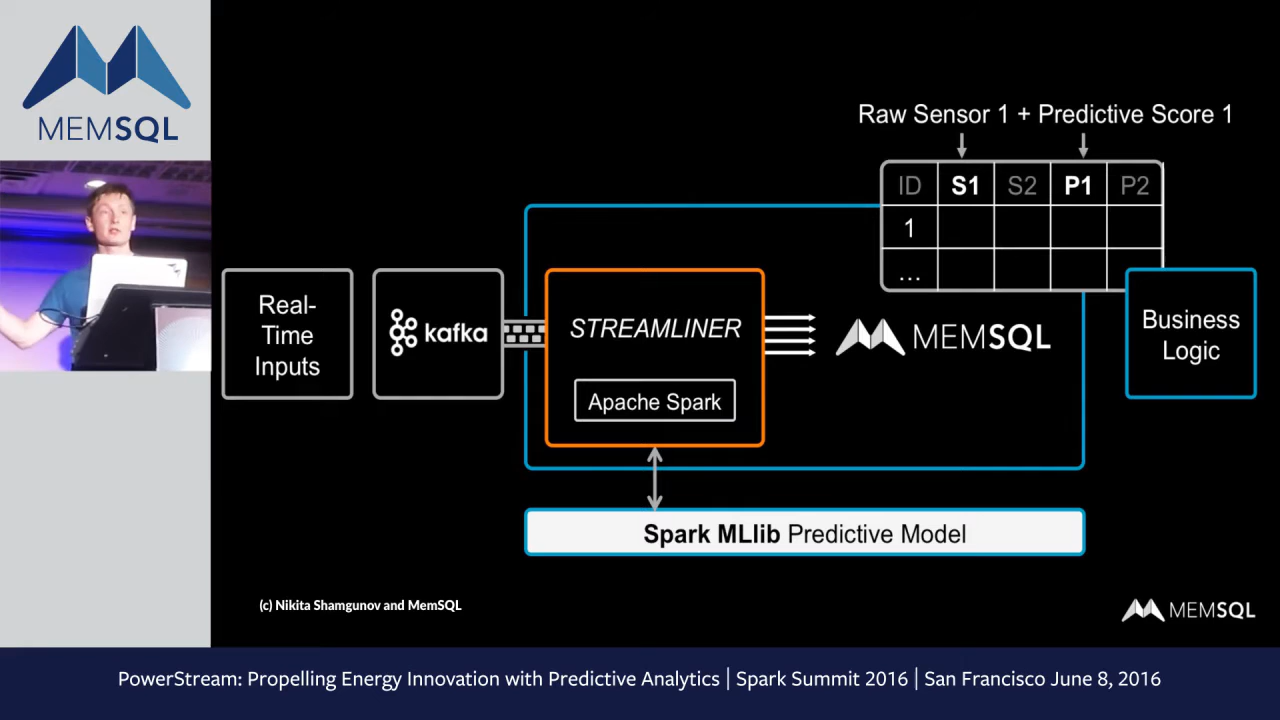 MEMSQL
Raw Sensor 1 + Predictive Score 1
ID S1 S2 P1 P2
1
...
Real-
Time
Inputs
kafka
STREAMLINER
Apache Spark
MEMSQL
Business
Logic
Spark MLlib Predictive Model
(c) Nikita Shamgunov and MemSQL
MEMSQL
PowerStream: Propelling Energy Innovation with Predictive Analytics | Spark Summit 2016 | San Francisco June 8, 2016